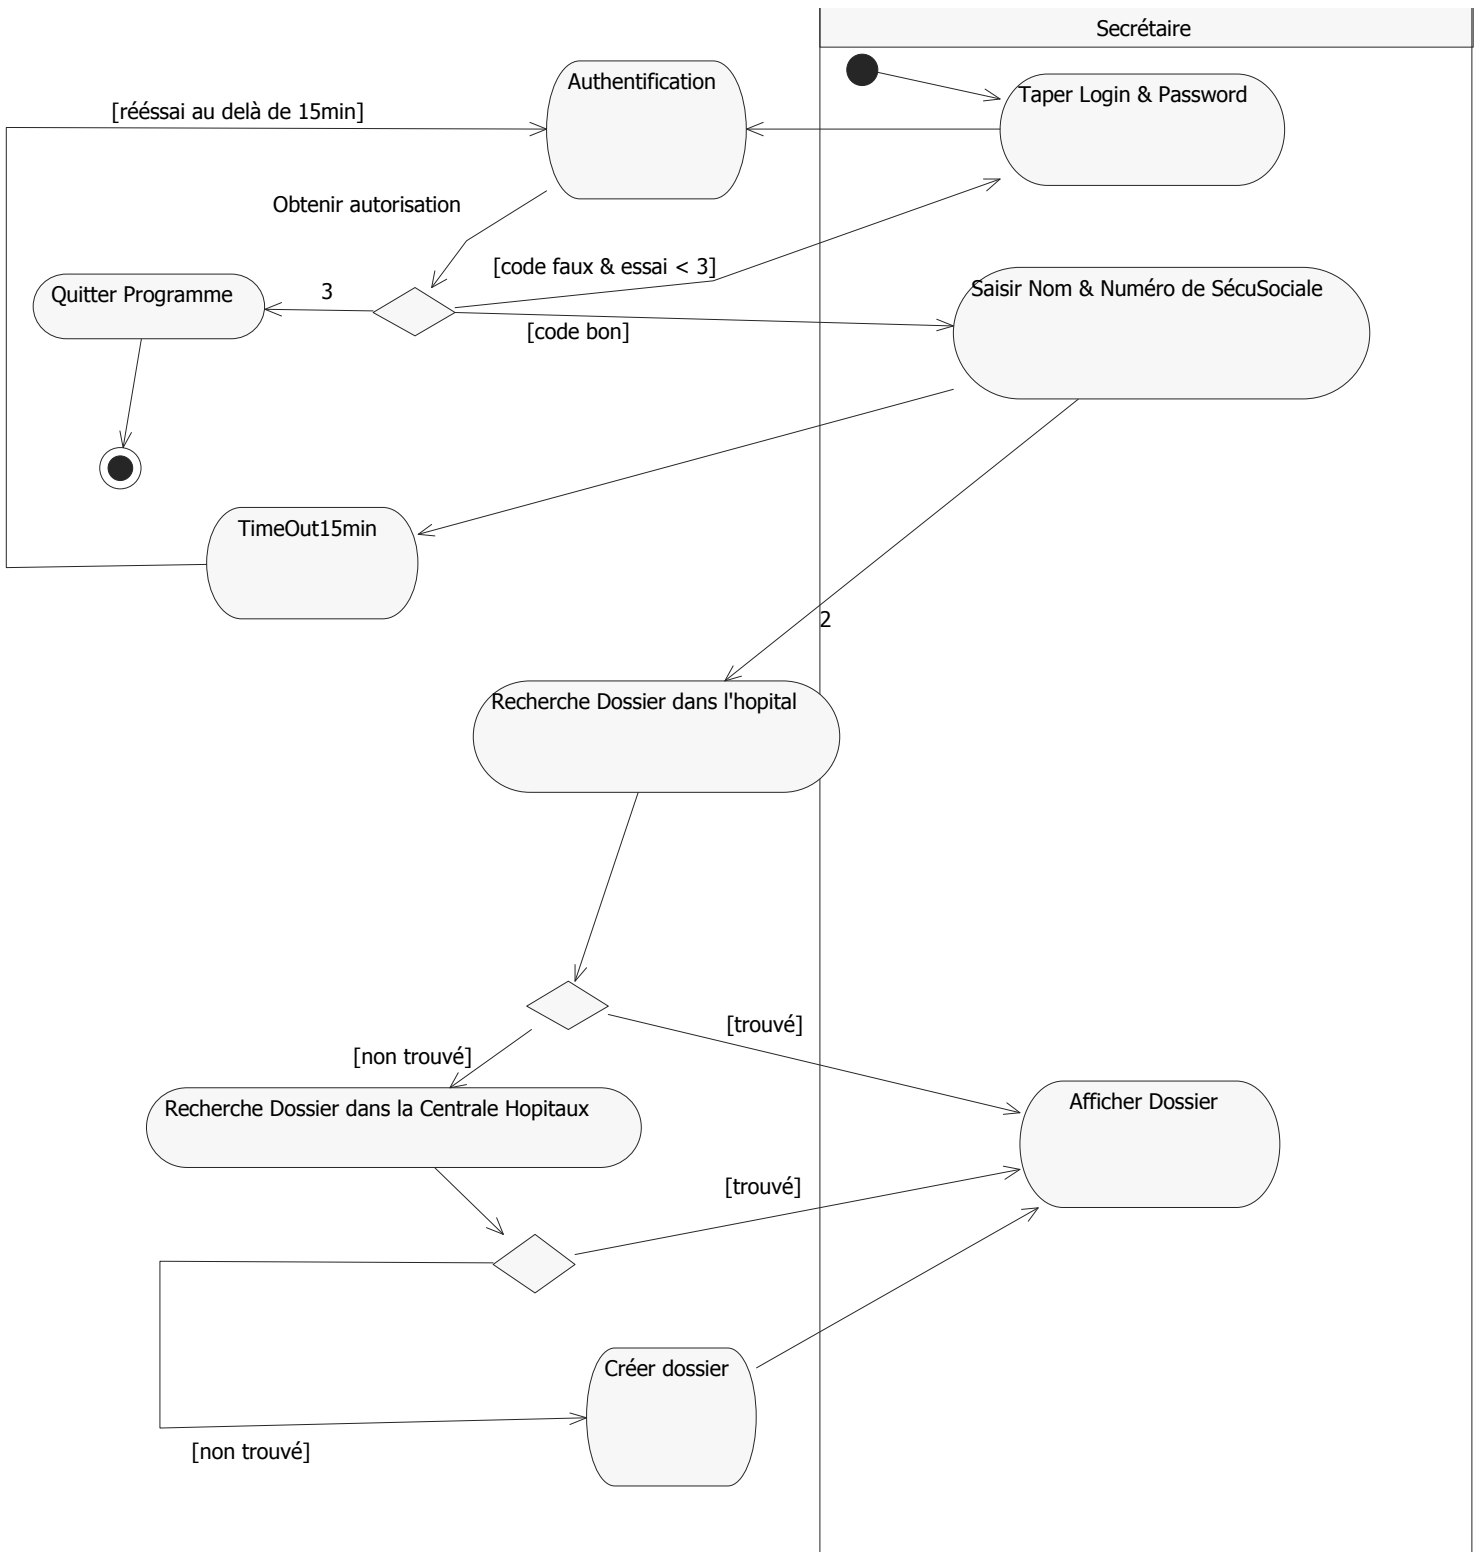 Secrétaire
Authentification
Taper Login & Password
[rééssai au delà de 15min]
Obtenir autorisation
[code faux & essai < 3]
Saisir Nom & Numéro de SécuSociale
Quitter Programme
3
[code bon]
TimeOut15min
2
Recherche Dossier dans l'hopital
[trouvé]
[non trouvé]
Recherche Dossier dans la Centrale Hopitaux
Afficher Dossier
[trouvé]
Créer dossier
[non trouvé]